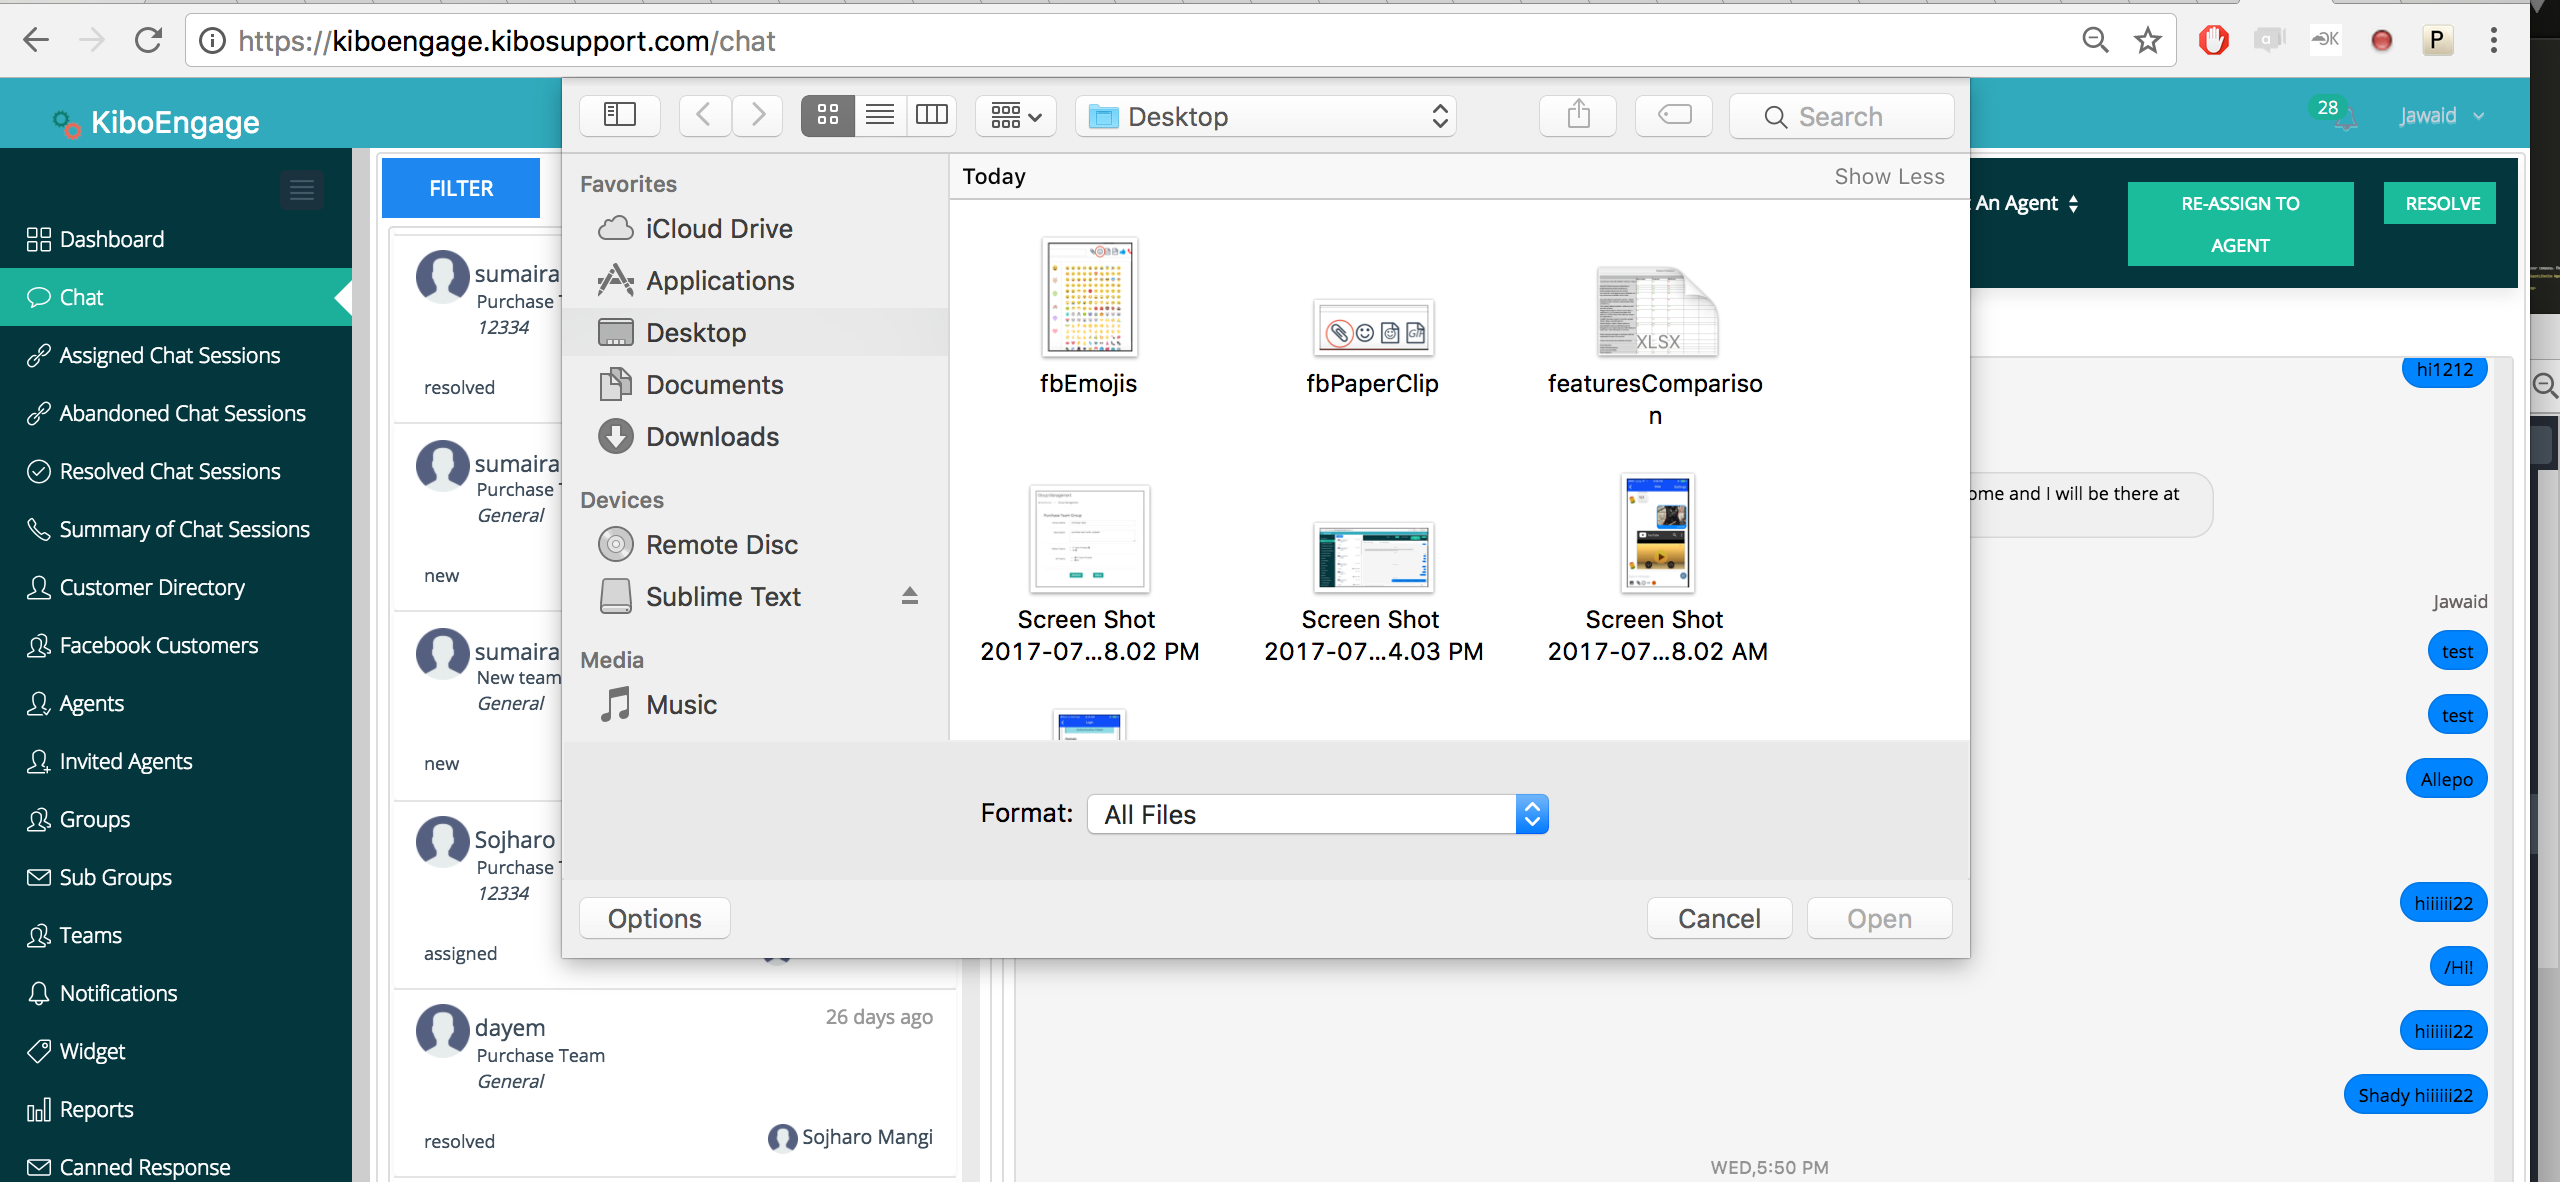 https://kiboengage.kibosupport.com/chat
KiboEngage
Desktop
Search
28
Jawaid
Dashboard
Chat
Assigned Chat Sessions
Abandoned Chat Sessions
Resolved Chat Sessions
Summary of Chat Sessions
Customer Directory
Facebook Customers
Agents
Invited Agents
Groups
Sub Groups
Teams
Notifications
Widget
Reports
Canned Response
FILTER
sumaira
Purchase
12334
resolved
sumaira
Purchase
General
new
sumaira
New team
General
new
Sojharo
Purchase
12334
assigned
dayem
26 days ago
Purchase Team
General
resolved
Sojharo Mangi
Favorites
iCloud Drive
Applications
Desktop
Documents
Downloads
Devices
Remote Disc
Sublime Text
Media
Music
Today
Show Less
fbEmojis
fbPaperClip
XLSX
featuresCompariso
n
Screen Shot
2017-07...8.02 PM
Screen Shot
2017-07...4.03 PM
Screen Shot
2017-07...8.02 AM
Format:
All Files
Options
Cancel
Open
An Agent
RE-ASSIGN TO
AGENT
RESOLVE
hi1212
ome and I will be there at
Jawaid
test
test
Allepo
hiiiiii22
/Hi!
hiiiiii22
Shady hiiiiii22
WED,5:50 PM